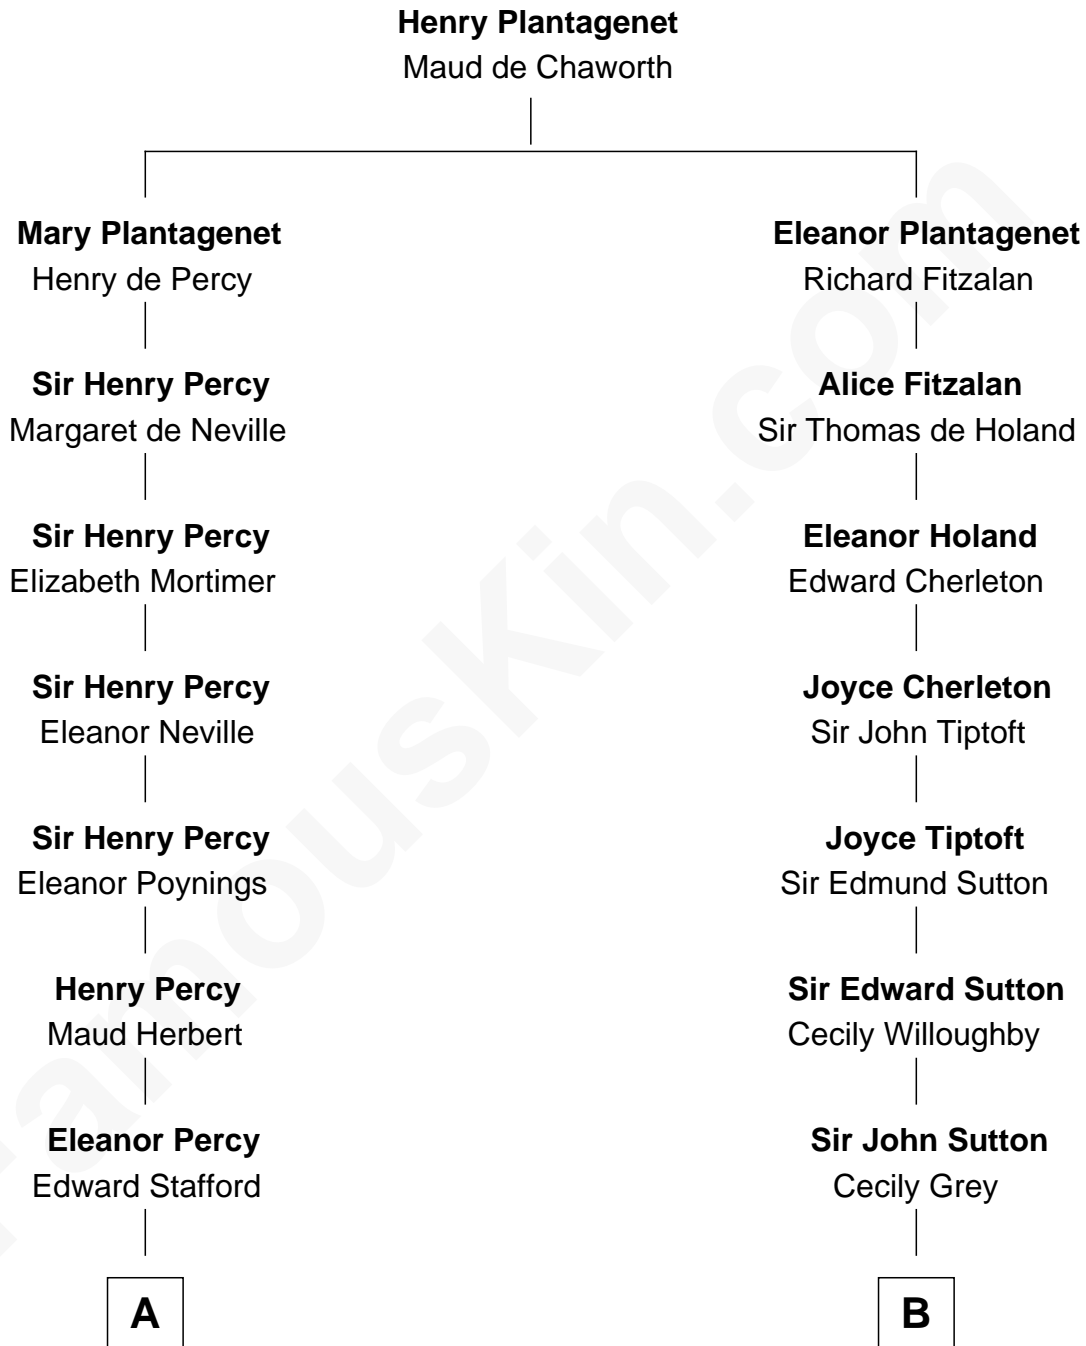 Henry Plantagenet
Maud de Chaworth
Mary Plantagenet
Henry de Percy
Eleanor Plantagenet
Richard Fitzalan
Sir Henry Percy
Margaret de Neville
Alice Fitzalan
Sir Thomas de Holand
Sir Henry Percy
Elizabeth Mortimer
Eleanor Holand
Edward Cherleton
Sir Henry Percy
Eleanor Neville
Joyce Cherleton
Sir John Tiptoft
Sir Henry Percy
Eleanor Poynings
Joyce Tiptoft
Sir Edmund Sutton
Henry Percy
Maud Herbert
Sir Edward Sutton
Cecily Willoughby
Eleanor Percy
Edward Stafford
Sir John Sutton
Cecily Grey
A
B
FamousKin.com